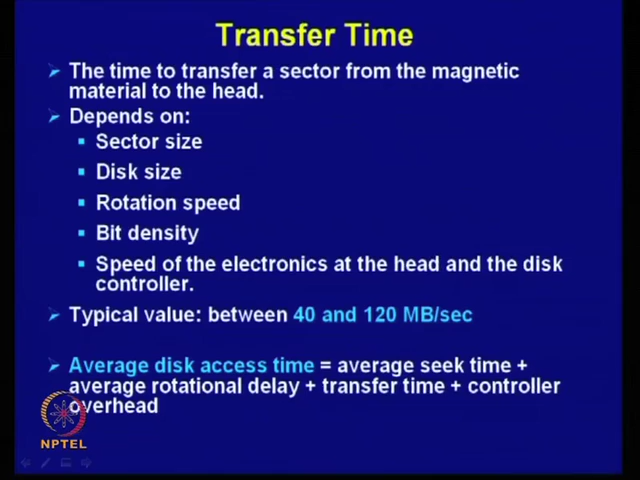 Transfer Time
The time to transfer a sector from the magnetic
material to the head.
Depends on:
Sector size
Disk size
Rotation speed
Bit density
Speed of the electronics at the head and the disk
controller.
Typical value: between 40 and 120 MB/sec
Average disk access time = average seek time +
average rotational delay + transfer time + controller
overhead
NPTEL